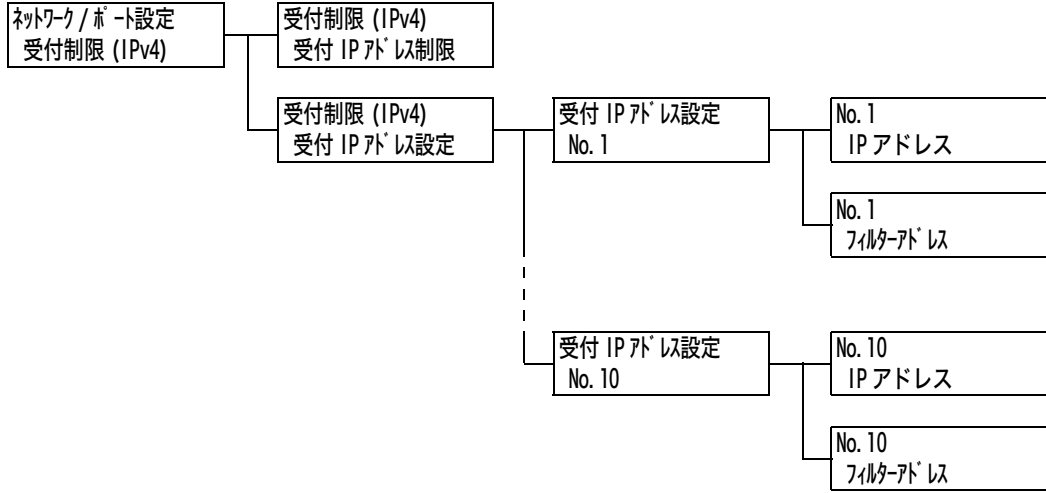 ﾈｯﾄﾜｰｸ / ﾎﾟｰﾄ設定
受付制限 (IPv4)
受付制限 (IPv4)
受付 IP ｱﾄﾞﾚｽ制限
受付制限 (IPv4)
受付 IP ｱﾄﾞﾚｽ設定
受付 IP ｱﾄﾞﾚｽ設定
No. 1
No. 1
IP アドレス
No. 1
ﾌｨﾙﾀｰｱﾄﾞﾚｽ
受付 IP ｱﾄﾞﾚｽ設定
No. 10
No. 10
IP アドレス
No. 10
ﾌｨﾙﾀｰｱﾄﾞﾚｽ